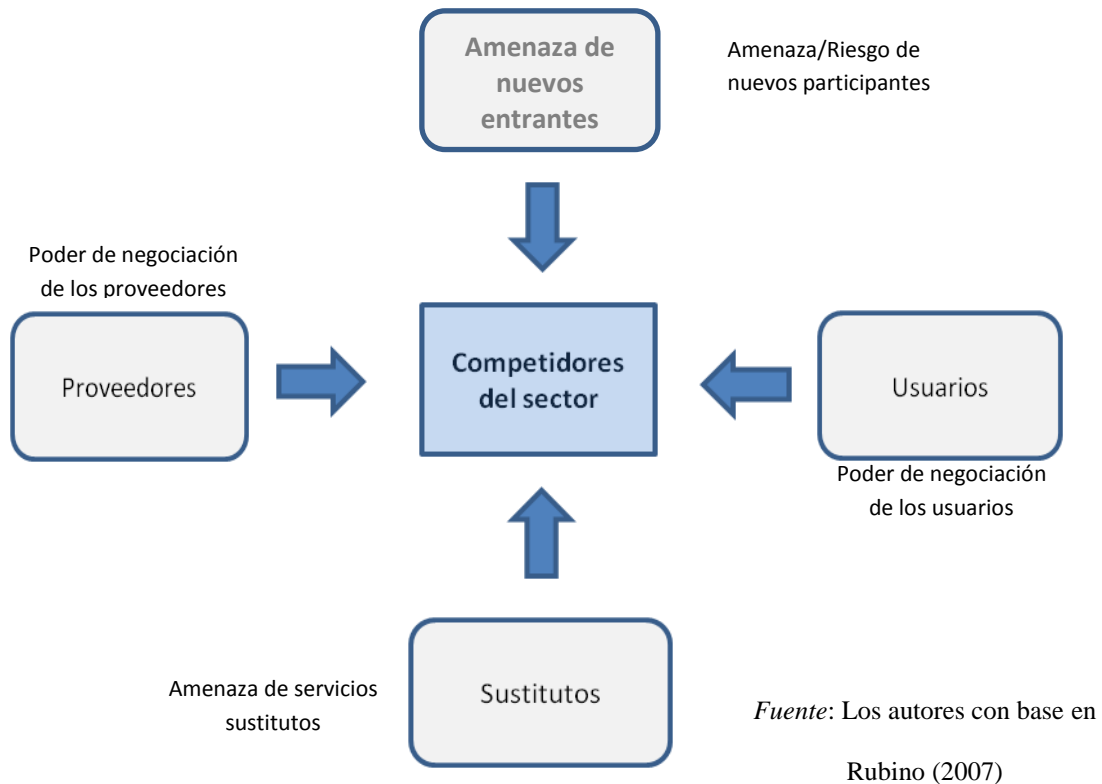 Amenaza de
nuevos
entrantes
Amenaza/Riesgo de
nuevos participantes
Poder de negociación
de los proveedores
Proveedores
Competidores
del sector
Usuarios
Poder de negociación
de los usuarios
Amenaza de servicios
sustitutos
Sustitutos
Fuente: Los autores con base en
Rubino (2007)